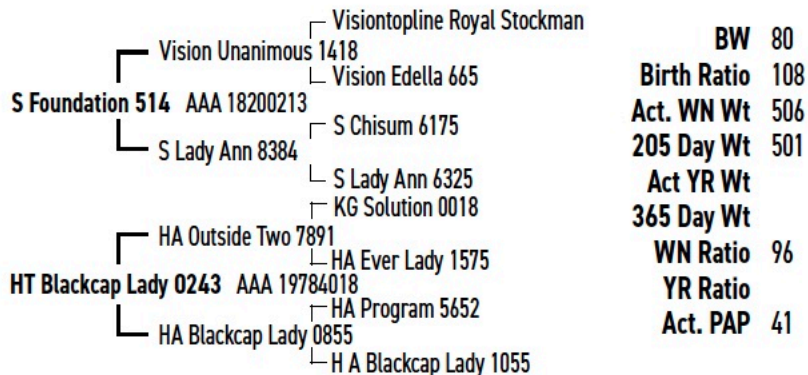 Visiontopline Royal Stockman
Vision Unanimous 1418
Vision Edella 665
S Foundation 514 AAA 18200213
S Chisum 6175
S Lady Ann 8384
S Lady Ann 6325
KG Solution 0018
HA Outside Two 7891
HA Ever Lady 1575
HT Blackcap Lady 0243 AAA 19784018
HA Program 5652
HA Blackcap Lady 0855
H A Blackcap Lady 1055
BW 80
Birth Ratio 108
Act. WN Wt 506
205 Day Wt 501
Act YR Wt
365 Day Wt
WN Ratio 96
YR Ratio
Act. PAP 41